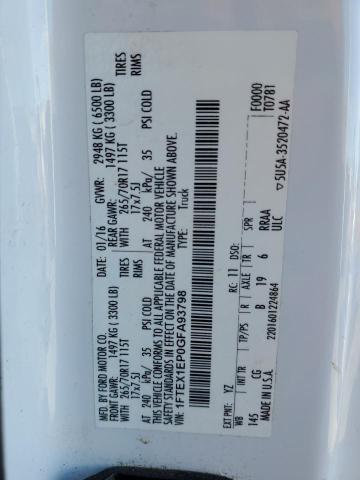 MFD. BY FORD MOTOR CO.
DATE: 01/16 GVWR: 2948 KG ( 6500 LB)
FRONT GAWR: 1497 KG (3300 LB) REAR GAWR: 1497 KG (3300 LB)
WITH 265/70R17 115T TIRES WITH 265/70R17 115T TIRES
17x7.5J RIMS 17x7.5J RIMS
AT 240 kPa/ 35 PSI COLD AT 240 kPa/ 35 PSI COLD
THIS VEHICLE CONFORMS TO ALL APPLICABLE FEDERAL MOTOR VEHICLE
SAFETY STANDARDS IN EFFECT ON THE DATE OF MANUFACTURE SHOWN ABOVE.
VIN: 1FTEX1EP0GFA93798 TYPE: Truck
F0000
T0781
EXT PNT: YZ RC: 11 DSO:
WB TP/PS R AXLE TR SPR
145 CG B 19 6 RRAA
MADE IN U.S.A. ULC
2201601224864 5U5A-3520472-AA